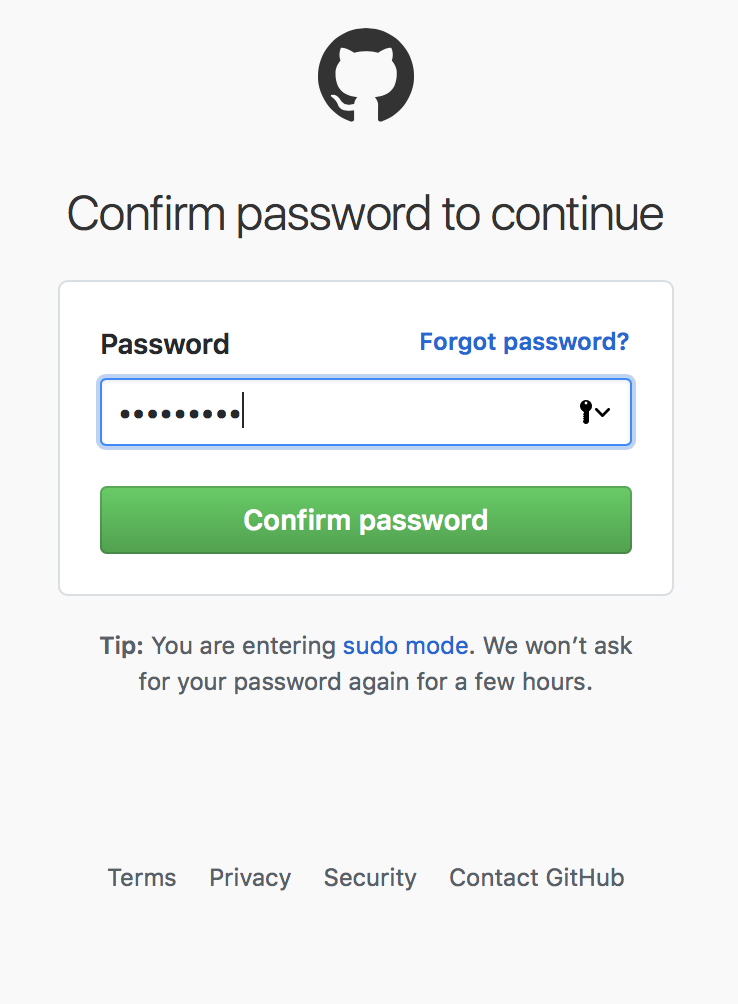 Confirm password to continue
Password Forgot password?
•••••••••
Confirm password
Tip: You are entering sudo mode. We won’t ask
for your password again for a few hours.
Terms Privacy Security Contact GitHub